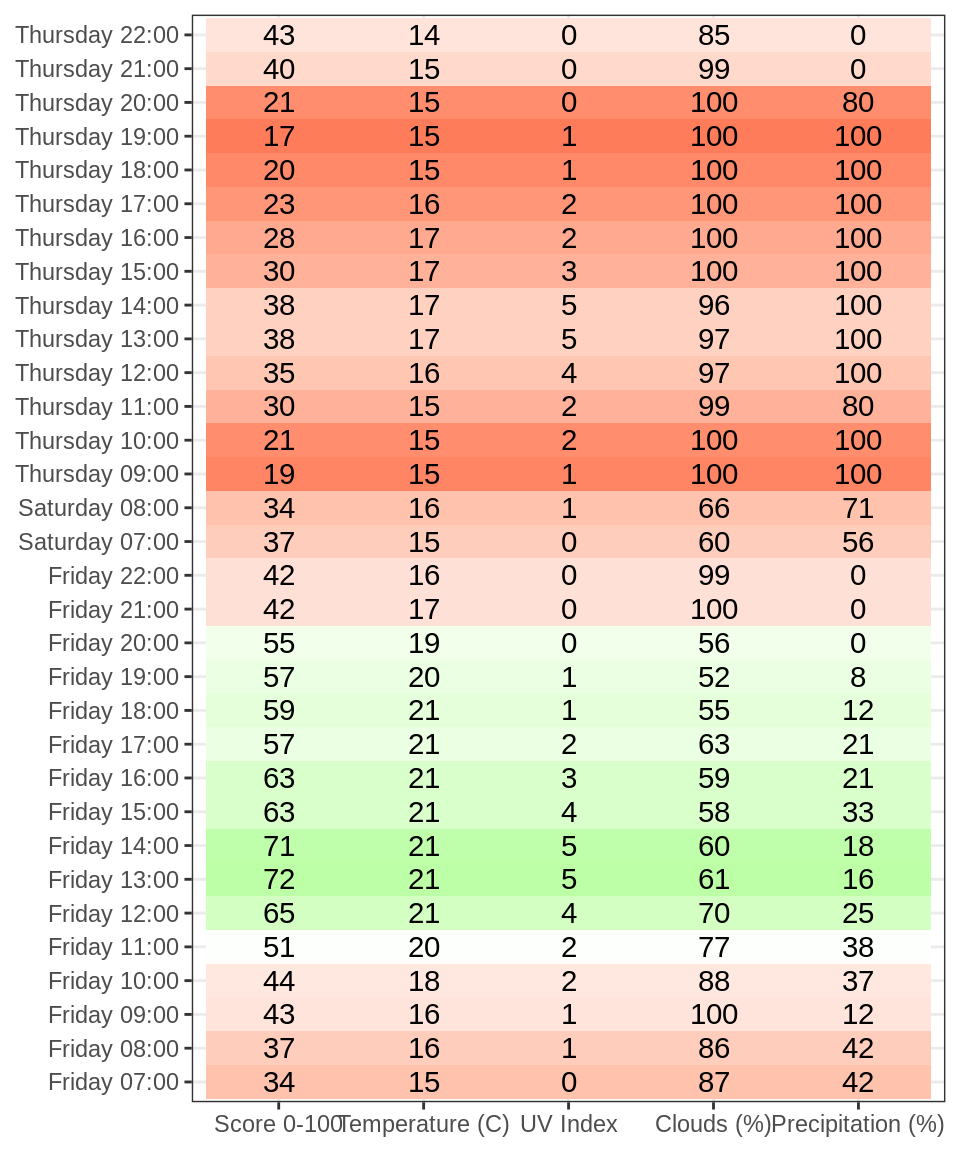 Thursday 22:00 43 14 0 85 0
Thursday 21:00 40 15 0 99 0
Thursday 20:00 21 15 0 100 80
Thursday 19:00 17 15 1 100 100
Thursday 18:00 20 15 1 100 100
Thursday 17:00 23 16 2 100 100
Thursday 16:00 28 17 2 100 100
Thursday 15:00 30 17 3 100 100
Thursday 14:00 38 17 5 96 100
Thursday 13:00 38 17 5 97 100
Thursday 12:00 35 16 4 97 100
Thursday 11:00 30 15 2 99 80
Thursday 10:00 21 15 2 100 100
Thursday 09:00 19 15 1 100 100
Saturday 08:00 34 16 1 66 71
Saturday 07:00 37 15 0 60 56
Friday 22:00 42 16 0 99 0
Friday 21:00 42 17 0 100 0
Friday 20:00 55 19 0 56 0
Friday 19:00 57 20 1 52 8
Friday 18:00 59 21 1 55 12
Friday 17:00 57 21 2 63 21
Friday 16:00 63 21 3 59 21
Friday 15:00 63 21 4 58 33
Friday 14:00 71 21 5 60 18
Friday 13:00 72 21 5 61 16
Friday 12:00 65 21 4 70 25
Friday 11:00 51 20 2 77 38
Friday 10:00 44 18 2 88 37
Friday 09:00 43 16 1 100 12
Friday 08:00 37 16 1 86 42
Friday 07:00 34 15 0 87 42
Score 0-100 Temperature (C) UV Index Clouds (%) Precipitation (%)